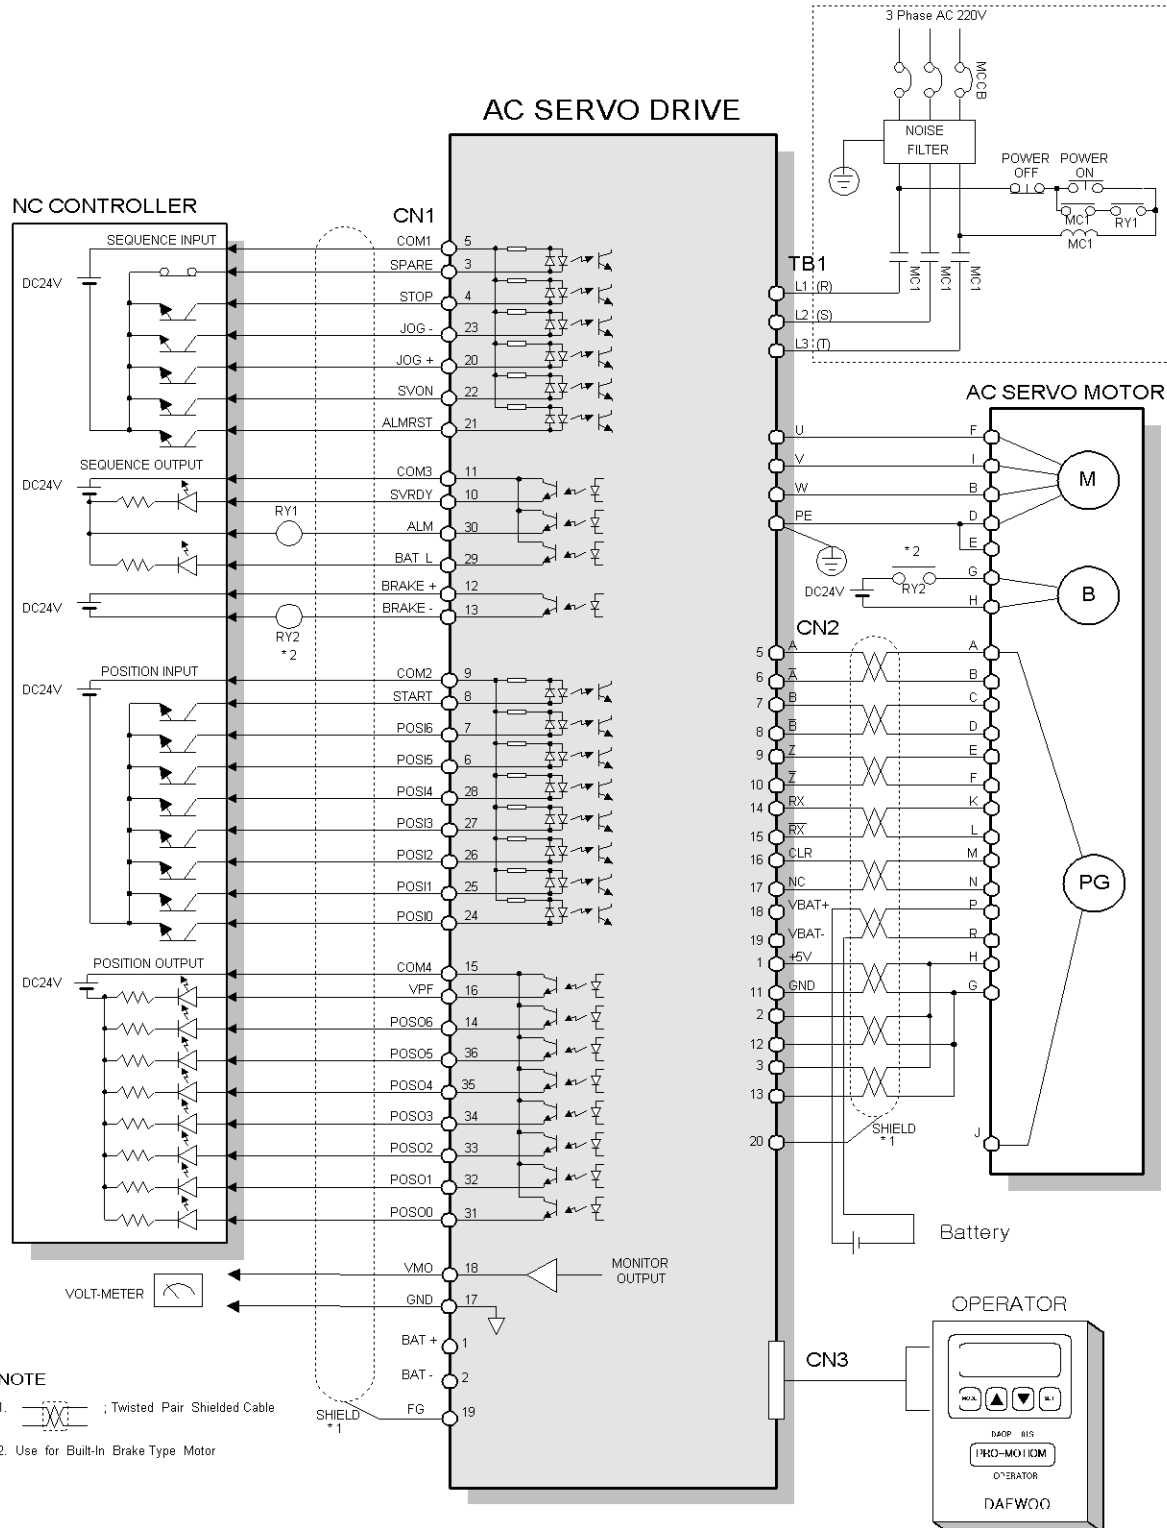 3 Phase AC 220V
MCCB
AC SERVO DRIVE
NOISE
FILTER
POWER
OFF
POWER
ON
MC1
RY1
MC1
MC1
MC1
MC1
NC CONTROLLER
CN1
TB1
SEQUENCE INPUT
DC24V
COM1 5
SPARE 3
STOP 4
JOG - 23
JOG + 20
SVON 22
ALMRST 21
L1 (R)
L2 (S)
L3 (T)
AC SERVO MOTOR
U F
V I
W B
PE D
E
M
SEQUENCE OUTPUT
DC24V
COM3 11
SVRDY 10
RY1
ALM 30
BAT L 29
DC24V
BRAKE + 12
BRAKE - 13
RY2
*2
*2
RY2
DC24V
G
H
B
CN2
5 A A
6 A̅ B
7 B C
8 B̅ D
9 Z E
10 Z̅ F
14 RX K
15 R̅X̅ L
16 CLR M
17 NC N
18 VBAT+ P
19 VBAT- R
1 +5V H
11 GND G
2
12
3
13
20
J
PG
SHIELD
*1
POSITION INPUT
DC24V
COM2 9
START 8
POSI6 7
POSI5 6
POSI4 28
POSI3 27
POSI2 26
POSI1 25
POSI0 24
POSITION OUTPUT
DC24V
COM4 15
VPF 16
POSO6 14
POSO5 36
POSO4 35
POSO3 34
POSO2 33
POSO1 32
POSO0 31
Battery
VOLT-METER
VMO 18
GND 17
MONITOR
OUTPUT
BAT + 1
BAT - 2
FG 19
SHIELD
*1
CN3
OPERATOR
PRO-MOTION
OPERATOR
DAEWOO
NOTE
1. ; Twisted Pair Shielded Cable
2. Use for Built-In Brake Type Motor